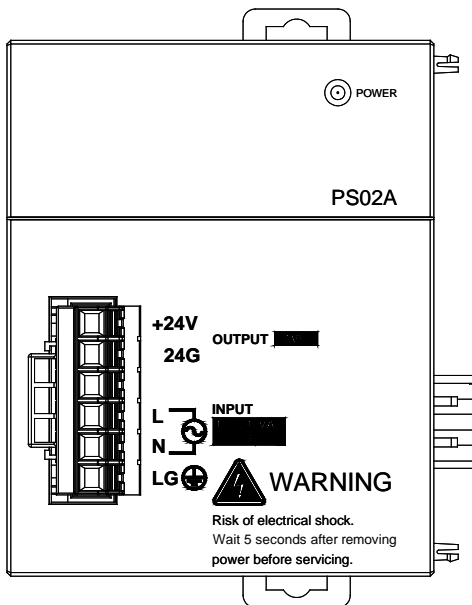 POWER
PS02A
+24V
24G
OUTPUT
L
N
INPUT
LG
WARNING
Risk of electrical shock.
Wait 5 seconds after removing
power before servicing.